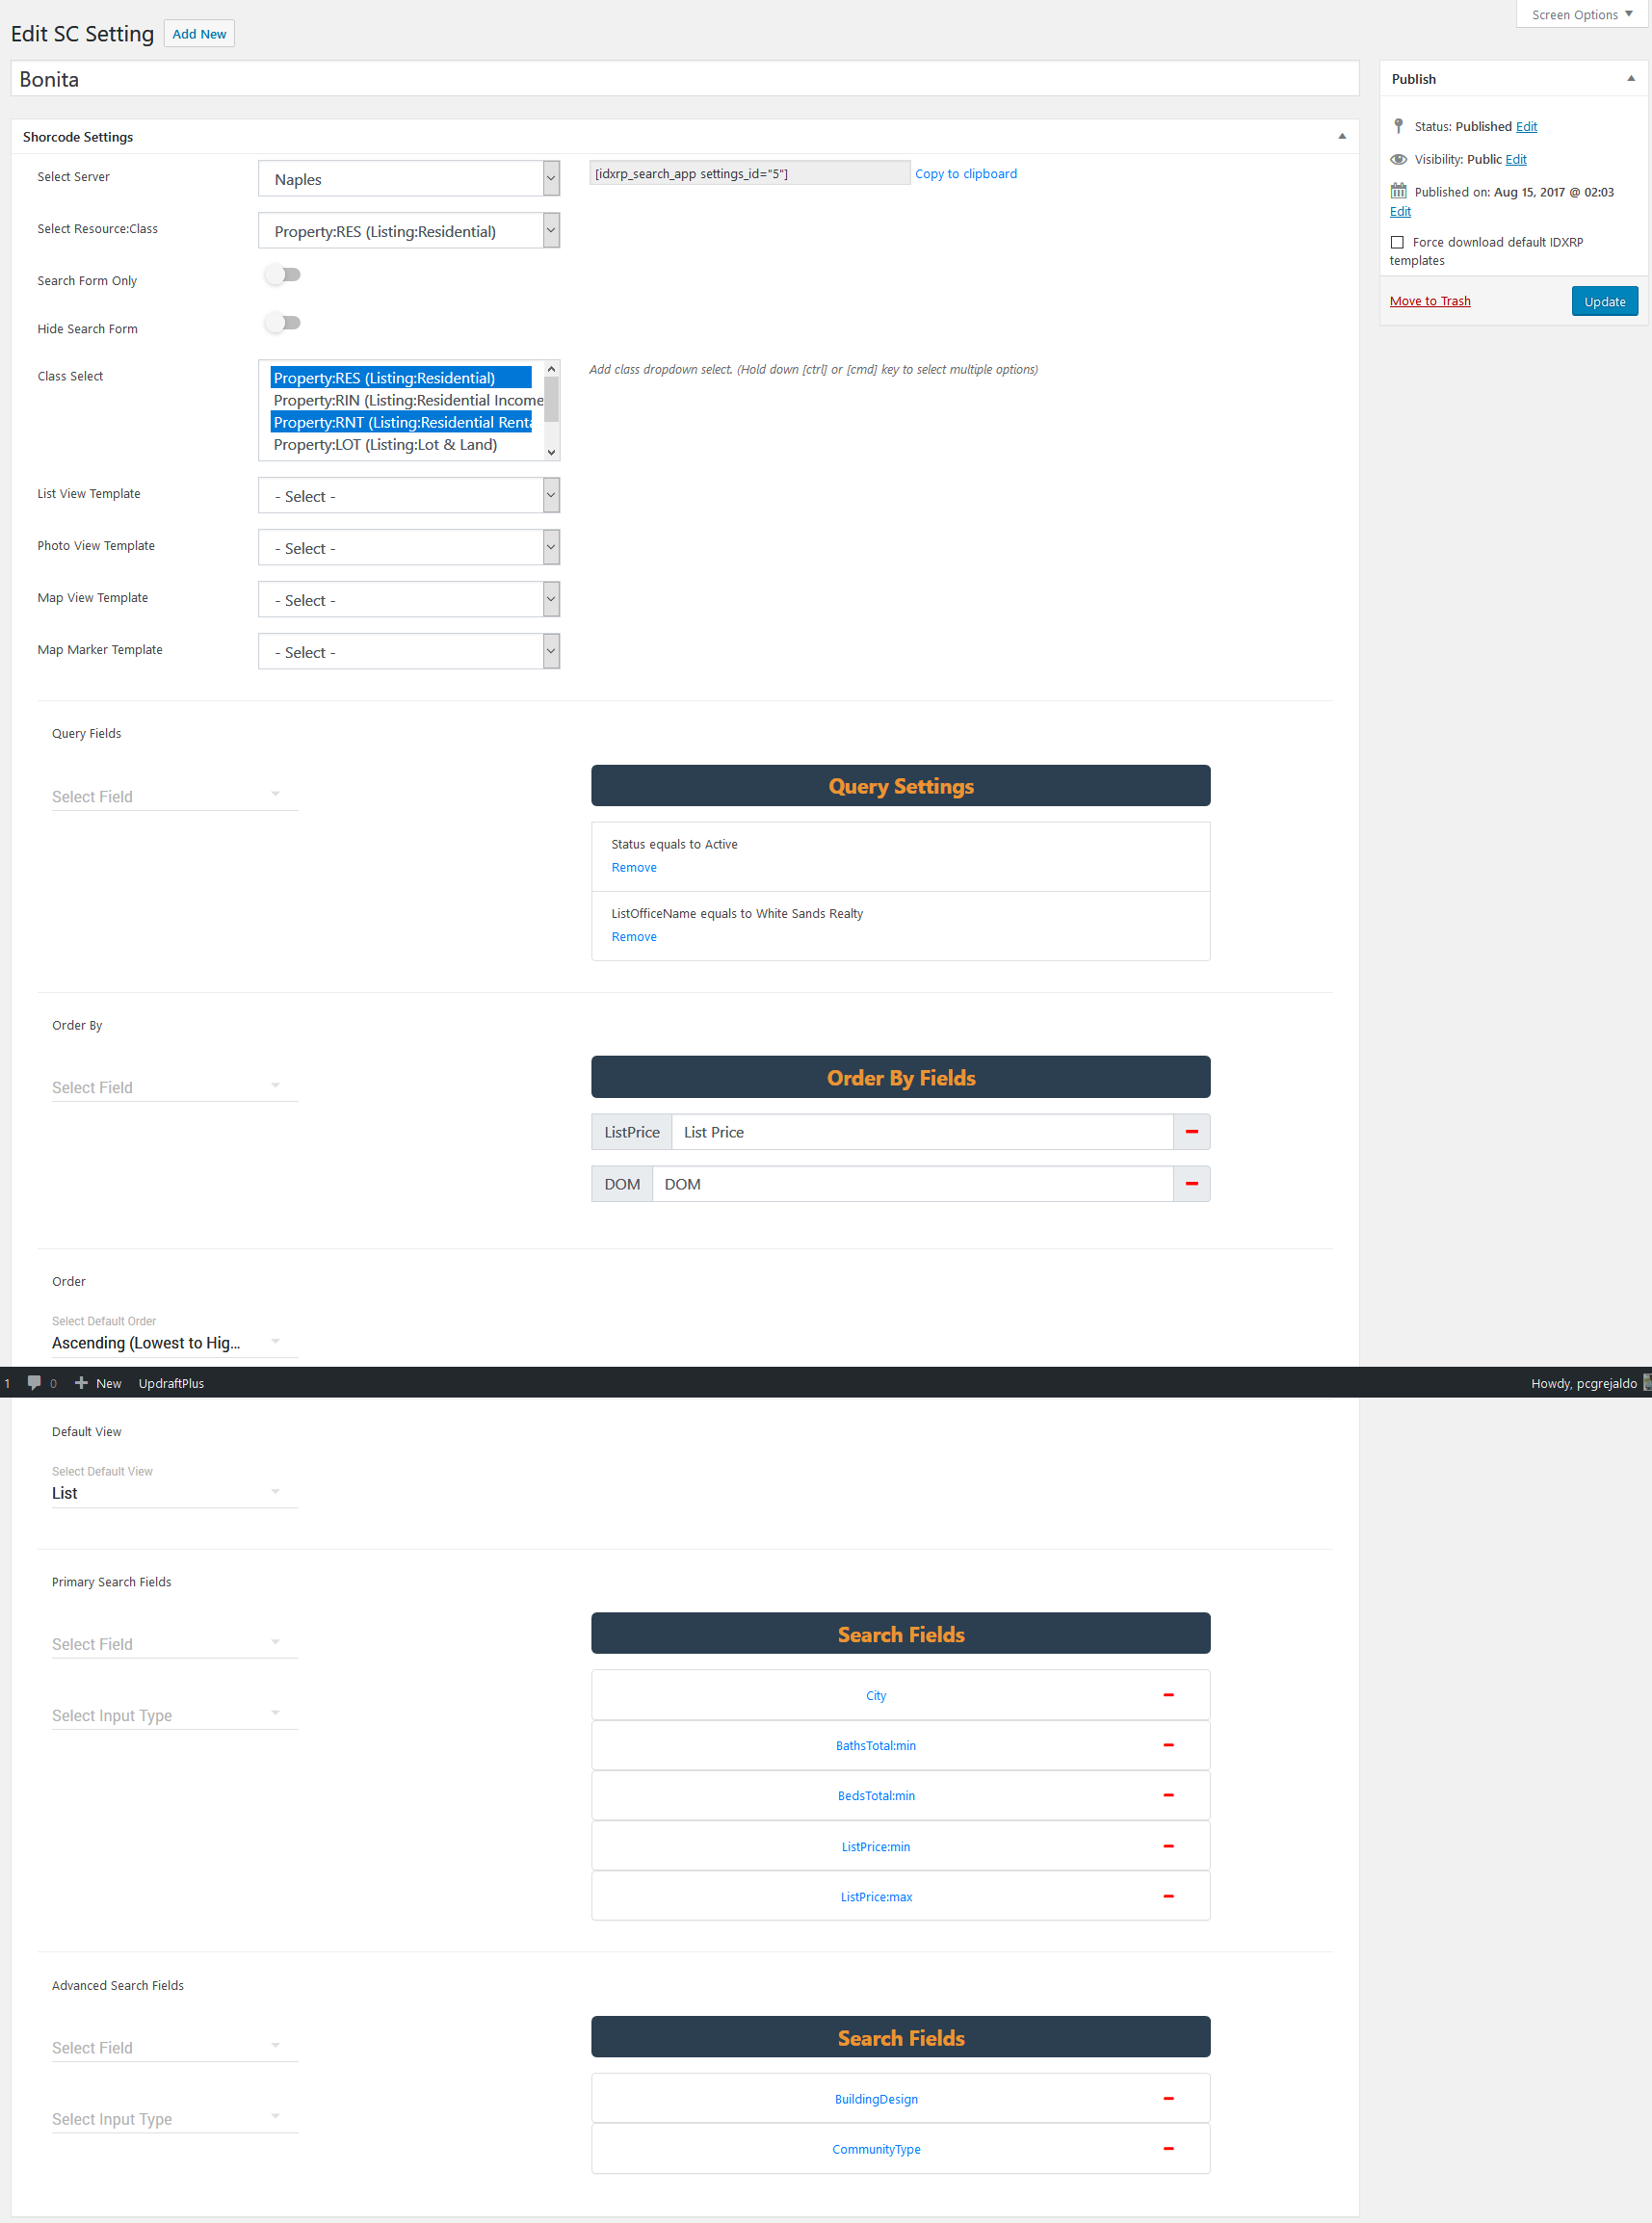 Screen Options
Edit SC Setting
Add New
Bonita
Publish
Status: Published Edit
Visibility: Public Edit
Published on: Aug 15, 2017 @ 02:03
Edit
Force download default IDXRP
templates
Move to Trash
Update
Shorcode Settings
Select Server
Naples
[idxrp_search_app settings_id="5"]
Copy to clipboard
Select Resource:Class
Property:RES (Listing:Residential)
Search Form Only
Hide Search Form
Class Select
Property:RES (Listing:Residential)
Property:RIN (Listing:Residential Income
Property:RNT (Listing:Residential Renta
Property:LOT (Listing:Lot & Land)
Add class dropdown select. (Hold down [ctrl] or [cmd] key to select multiple options)
List View Template
- Select -
Photo View Template
- Select -
Map View Template
- Select -
Map Marker Template
- Select -
Query Fields
Select Field
Query Settings
Status equals to Active
Remove
ListOfficeName equals to White Sands Realty
Remove
Order By
Select Field
Order By Fields
ListPrice
List Price
DOM
DOM
Order
Select Default Order
Ascending (Lowest to Hig...
1
0
New
UpdraftPlus
Howdy, pcgrejaldo
Default View
Select Default View
List
Primary Search Fields
Select Field
Select Input Type
Search Fields
City
BathsTotal:min
BedsTotal:min
ListPrice:min
ListPrice:max
Advanced Search Fields
Select Field
Select Input Type
Search Fields
BuildingDesign
CommunityType